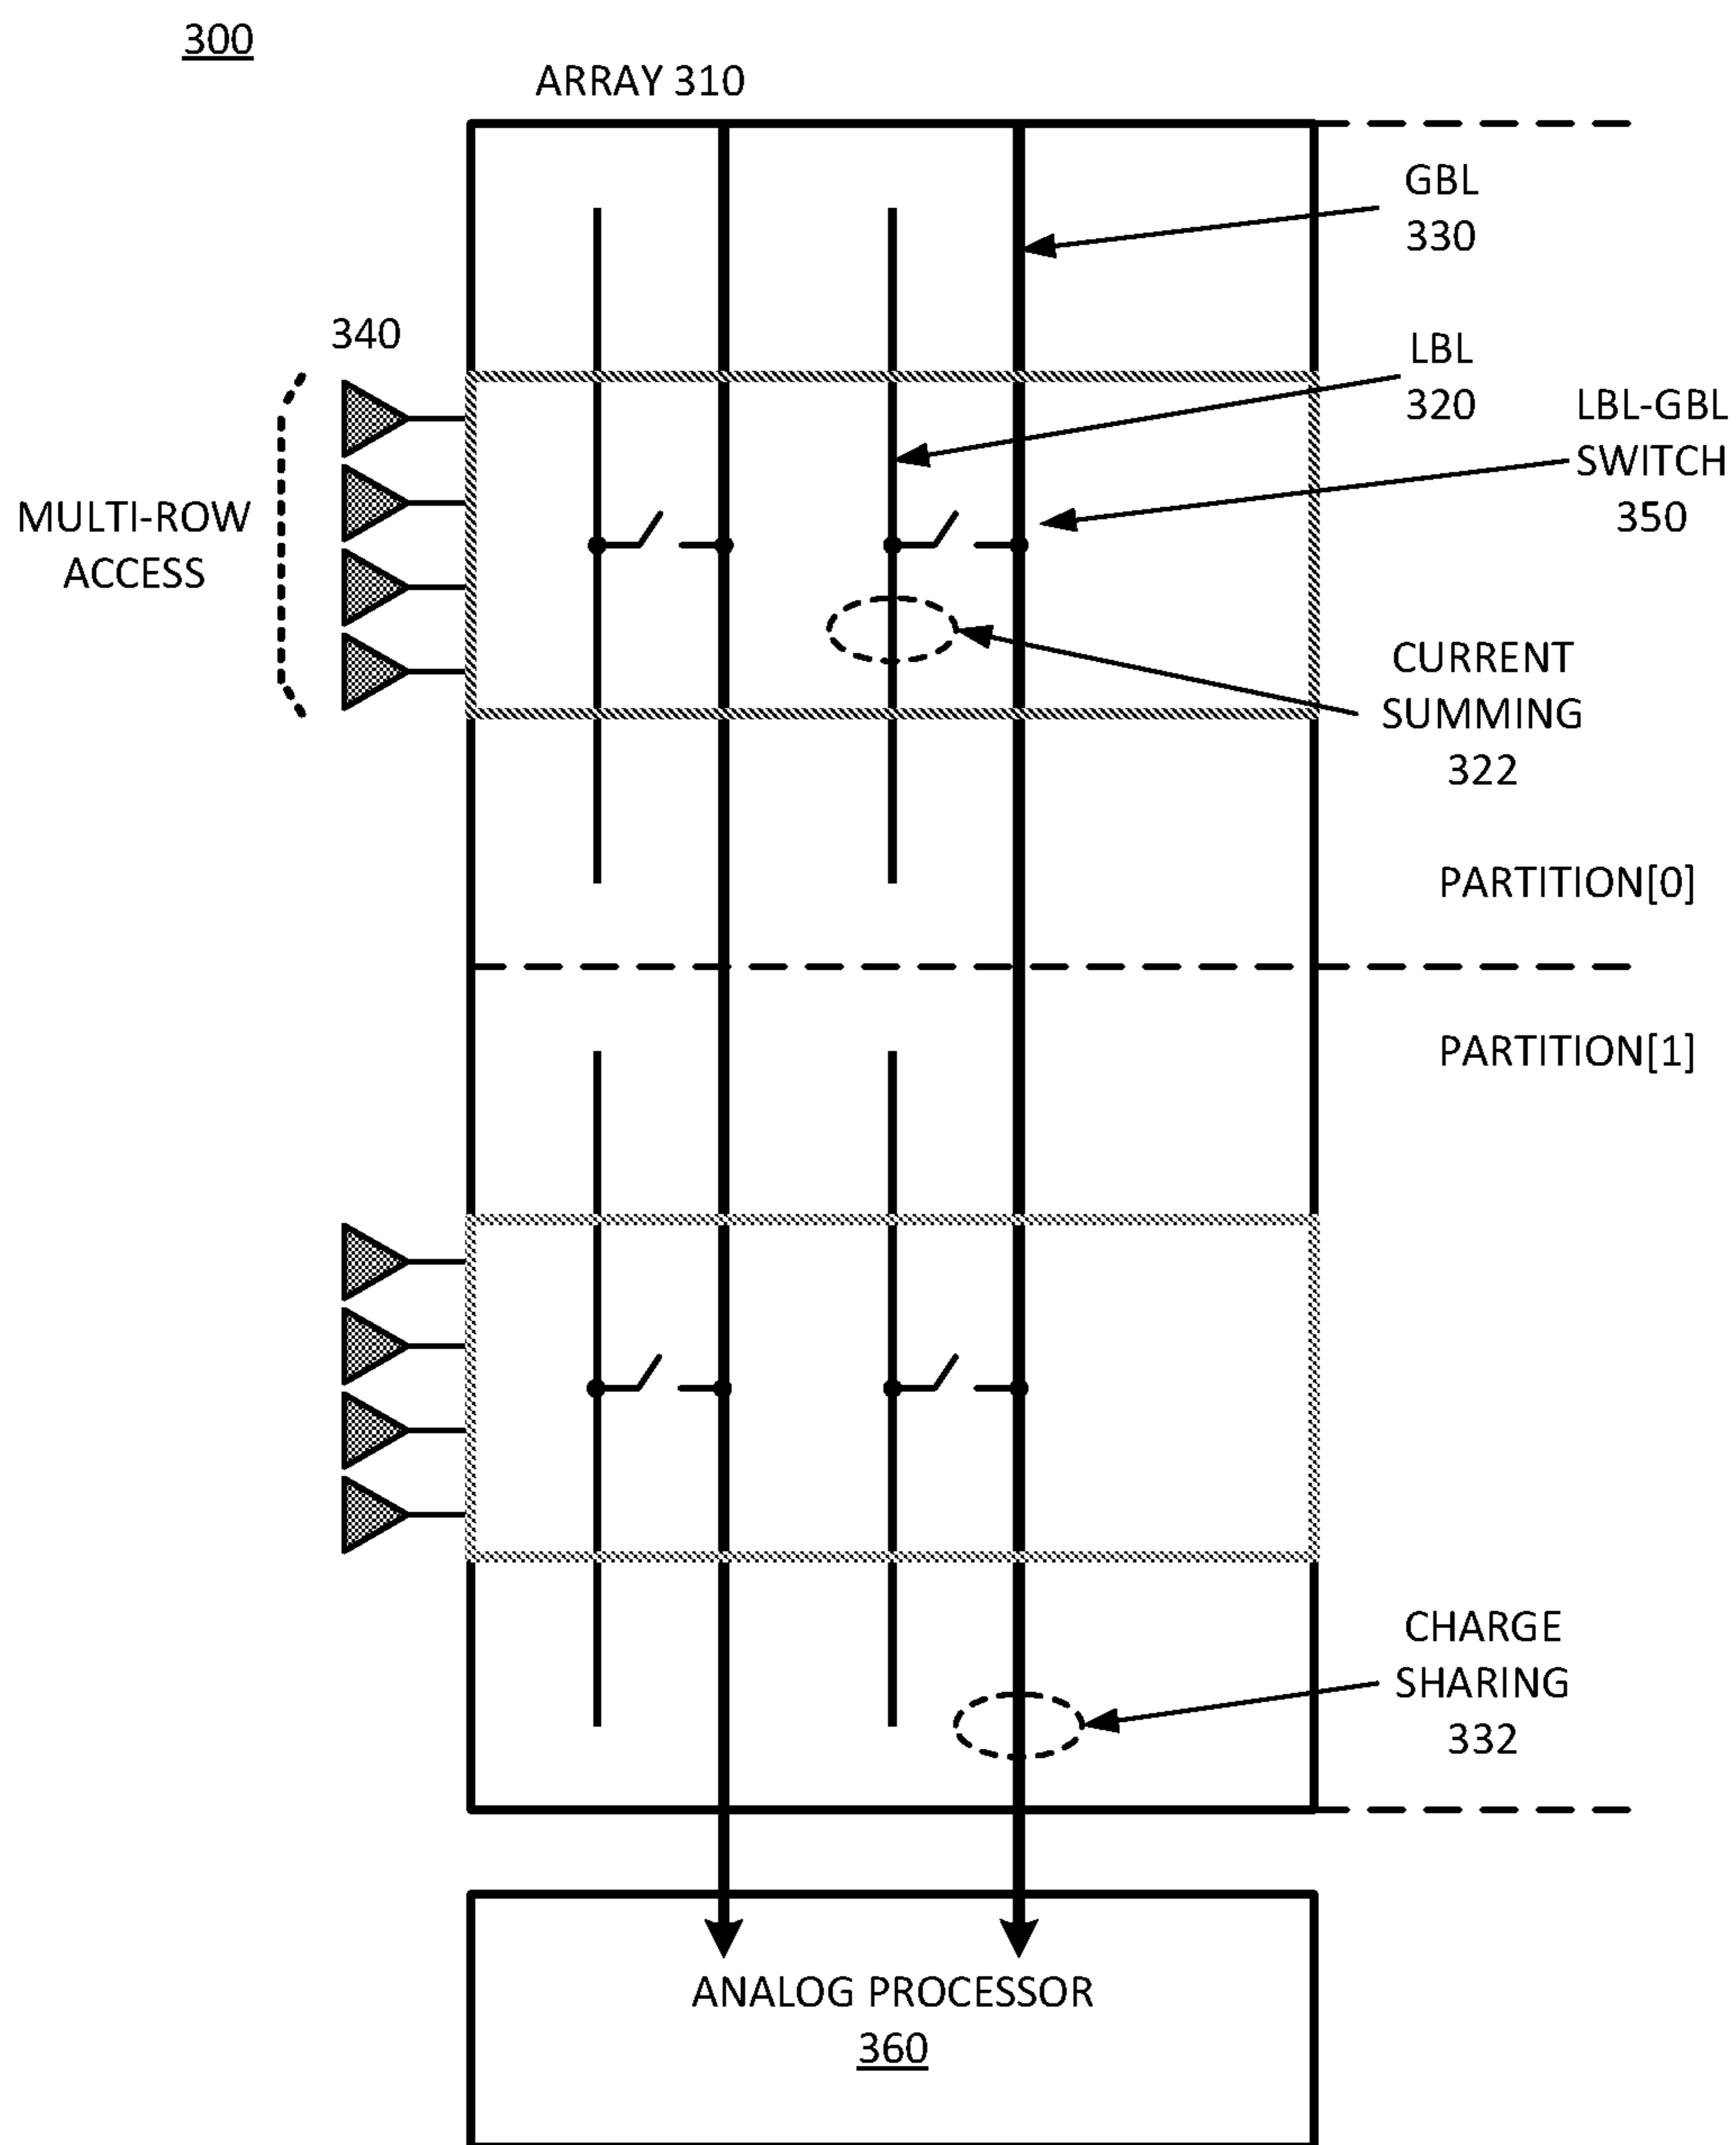 300
ARRAY 310
GBL
330
340
LBL
320
LBL-GBL
SWITCH
350
MULTI-ROW
ACCESS
CURRENT
SUMMING
322
PARTITION[0]
PARTITION[1]
CHARGE
SHARING
332
ANALOG PROCESSOR
360